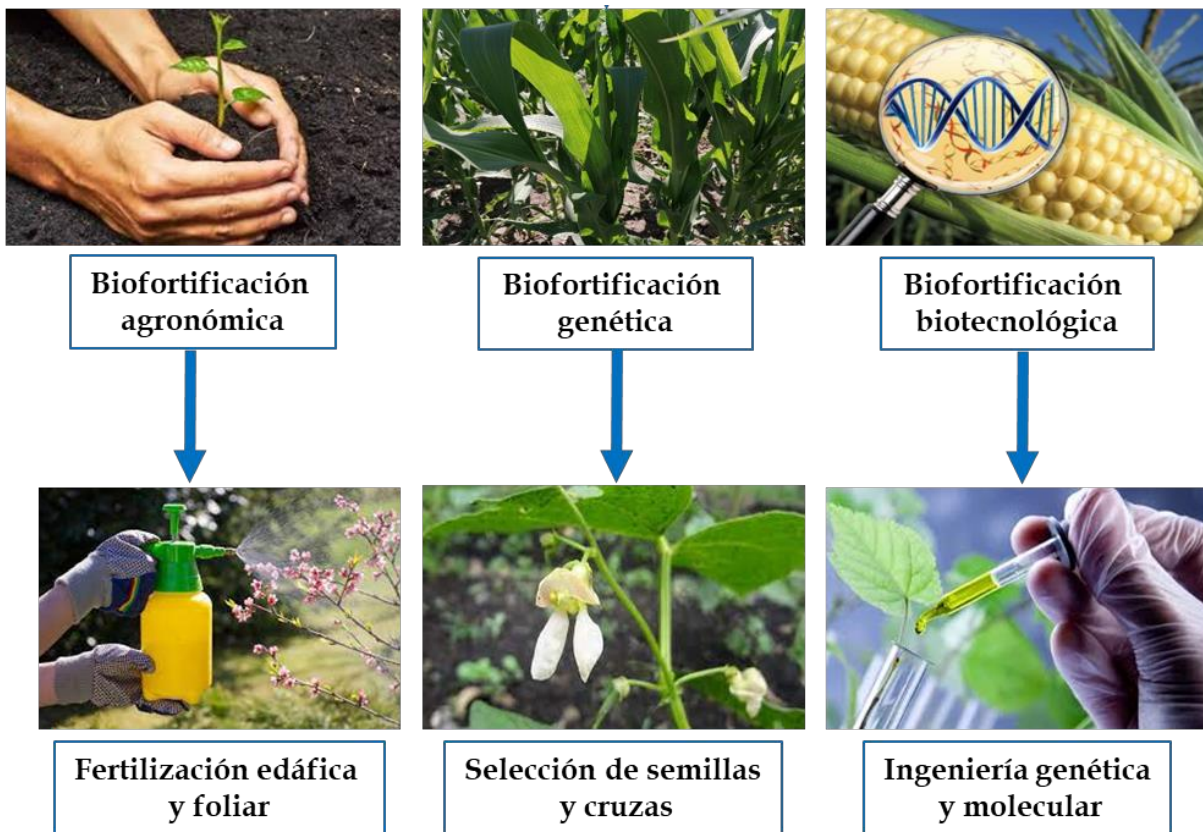 Biofortificación
agronómica
Biofortificación
genética
Biofortificación
biotecnológica
Fertilización edáfica
y foliar
Selección de semillas
y cruzas
Ingeniería genética
y molecular